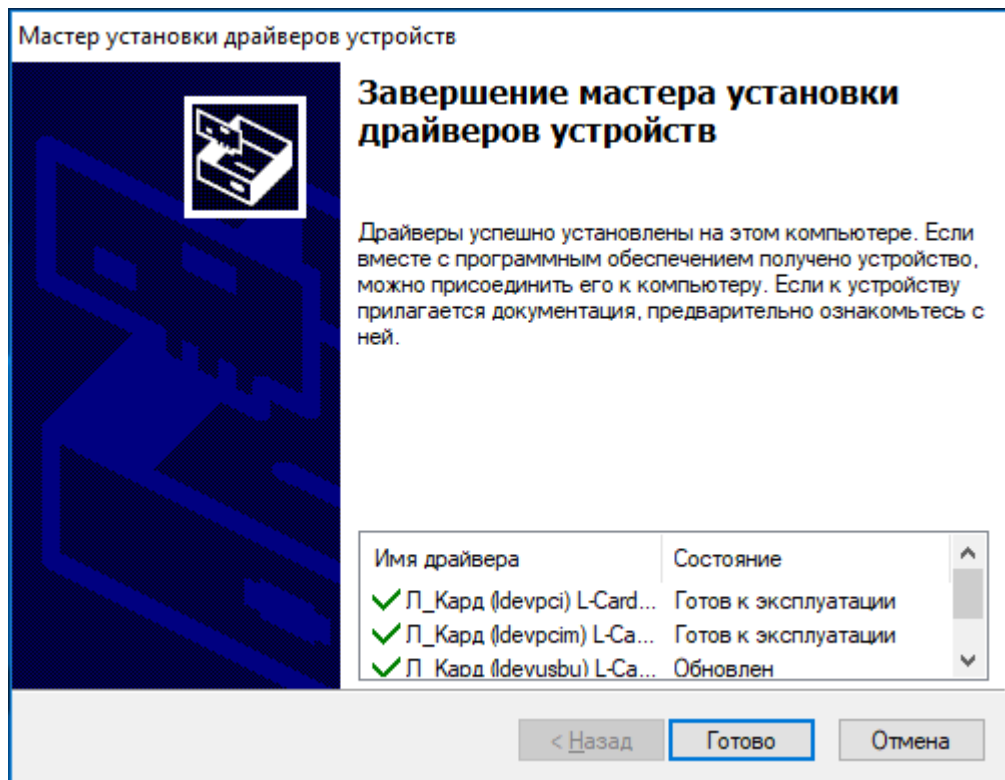 Мастер установки драйверов устройств
Завершение мастера установки
драйверов устройств
Драйверы успешно установлены на этом компьютере. Если
вместе с программным обеспечением получено устройство,
можно присоединить его к компьютеру. Если к устройству
прилагается документация, предварительно ознакомьтесь с
ней.
Имя драйвера Состояние
Л_Кард (ldevpci) L-Card... Готов к эксплуатации
Л_Кард (ldevpcim) L-Ca... Готов к эксплуатации
Л_Кард (ldevusbu) L-Ca... Обновлен
< Назад Готово Отмена